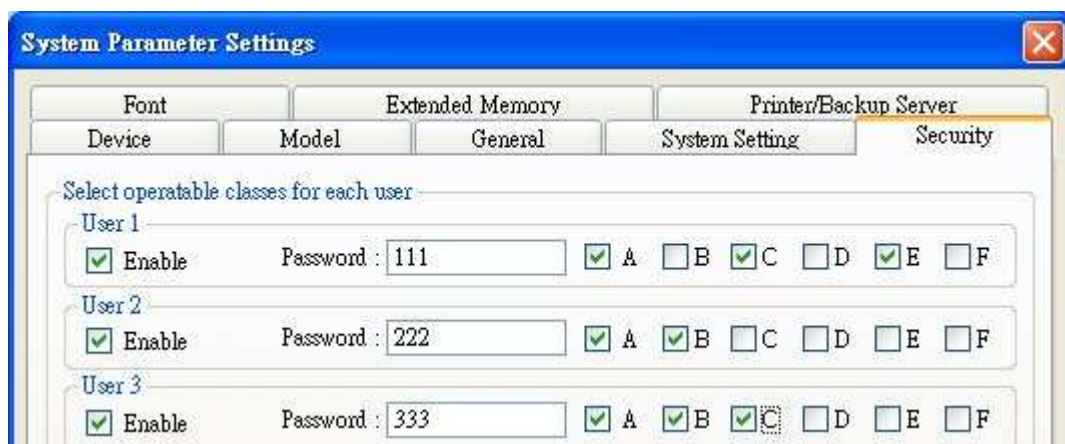 System Parameter Settings
Font Extended Memory Printer/Backup Server
Device Model General System Setting Security
Select operatable classes for each user
User 1
Enable Password : 111 A B C D E F
User 2
Enable Password : 222 A B C D E F
User 3
Enable Password : 333 A B C D E F